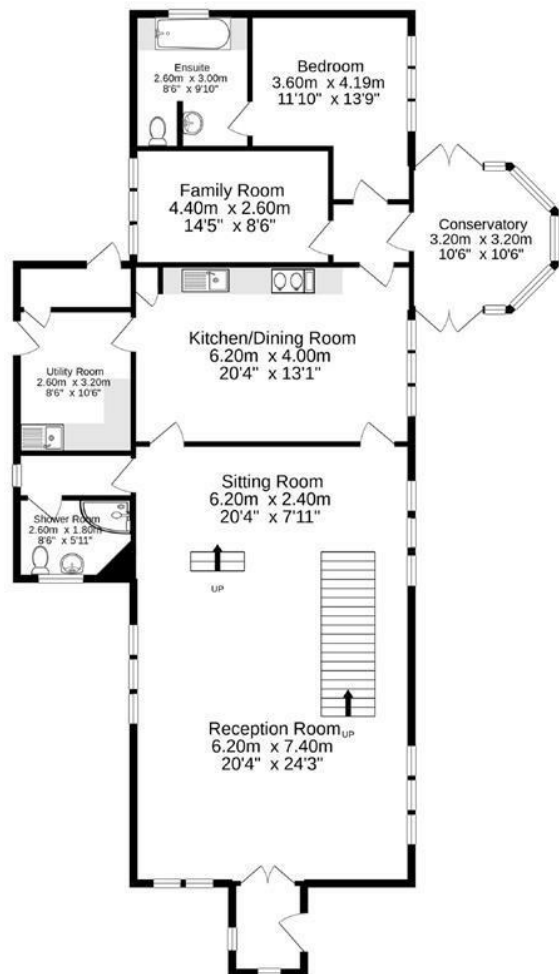 Ensuite
2.60m x 3.00m
8'6" x 9'10"
Bedroom
3.60m x 4.19m
11'10" x 13'9"
Family Room
4.40m x 2.60m
14'5" x 8'6"
Conservatory
3.20m x 3.20m
10'6" x 10'6"
Kitchen/Dining Room
6.20m x 4.00m
20'4" x 13'1"
Utility Room
2.60m x 3.20m
8'6" x 10'6"
Sitting Room
6.20m x 2.40m
20'4" x 7'11"
Shower Room
2.60m x 1.80m
8'6" x 5'11"
UP
Reception Room
UP
6.20m x 7.40m
20'4" x 24'3"